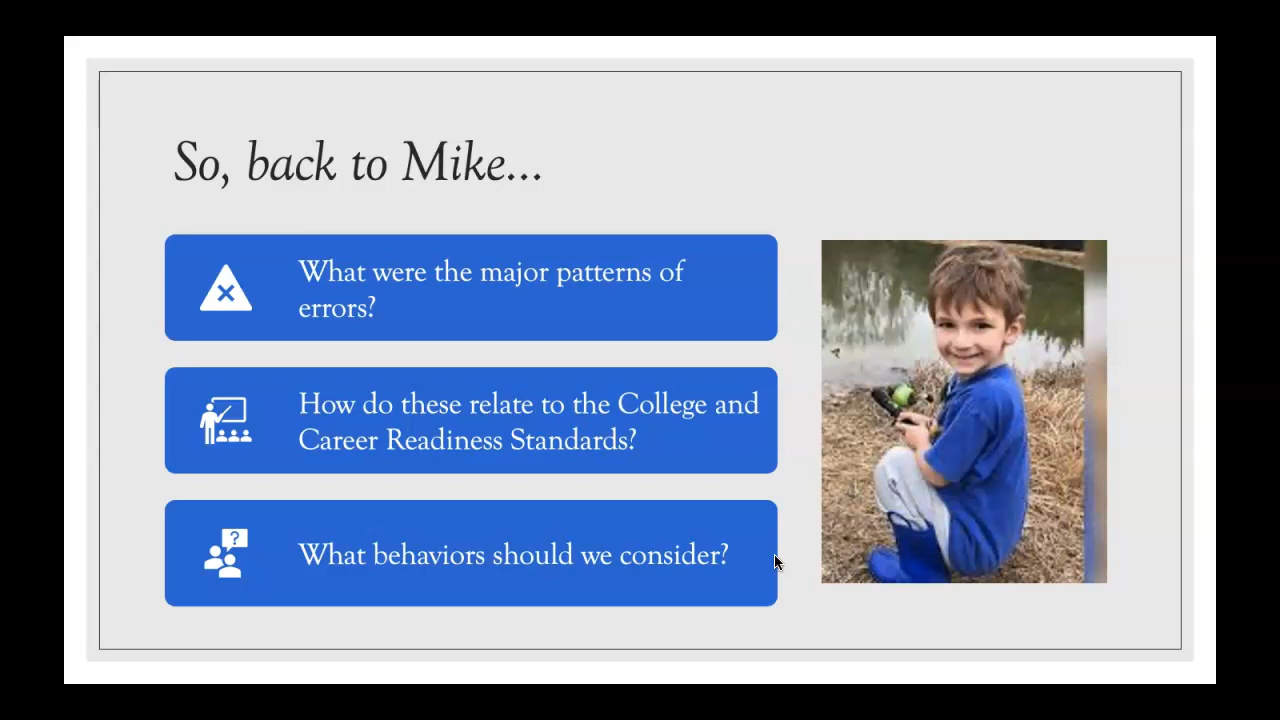 So, back to Mike...
What were the major patterns of
errors?
How do these relate to the College and
Career Readiness Standards?
?
What behaviors should we consider?